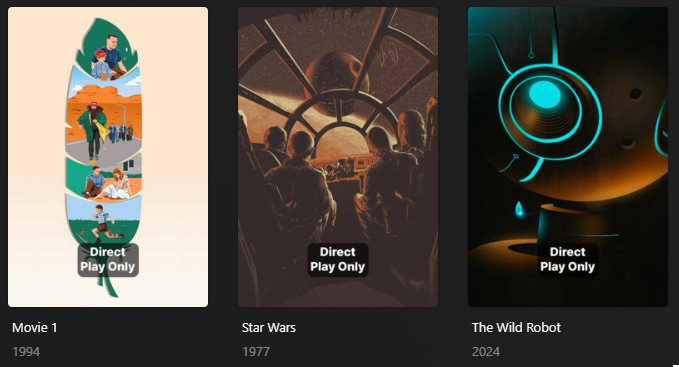 Direct
Play Only
Direct
Play Only
Direct
Play Only
Movie 1
Star Wars
The Wild Robot
1994
1977
2024